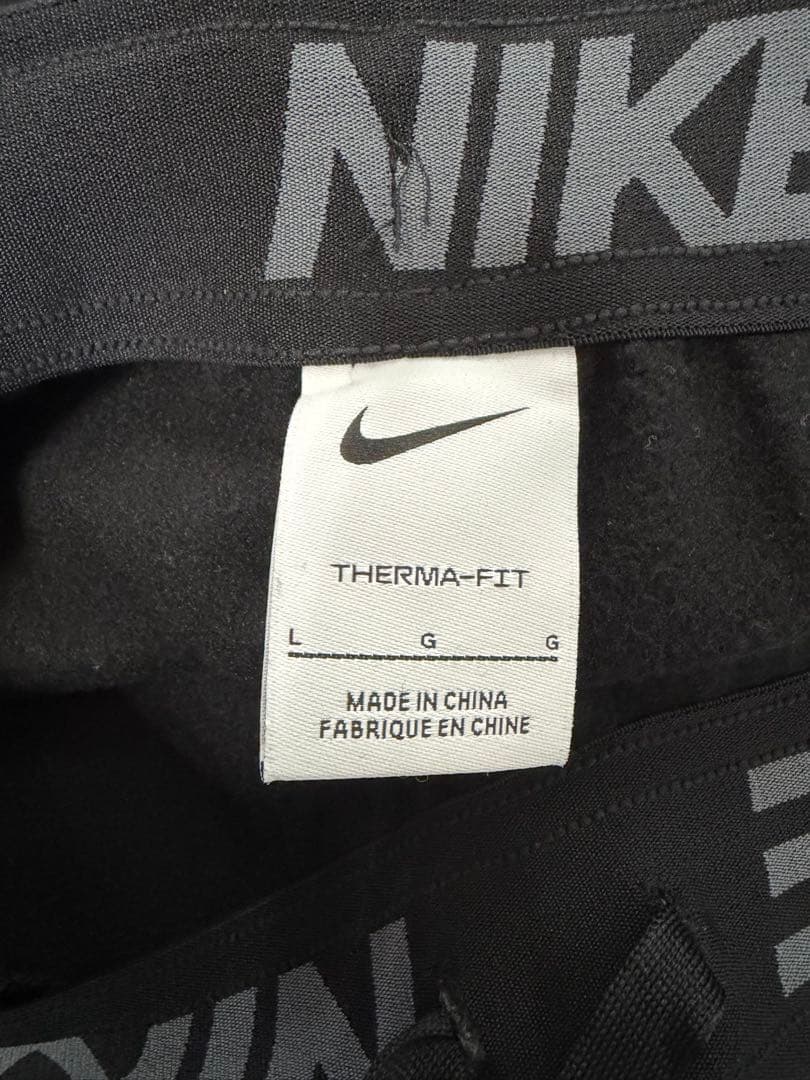 NIKE
THERMA-FIT
L G G
MADE IN CHINA
FABRIQUE EN CHINE